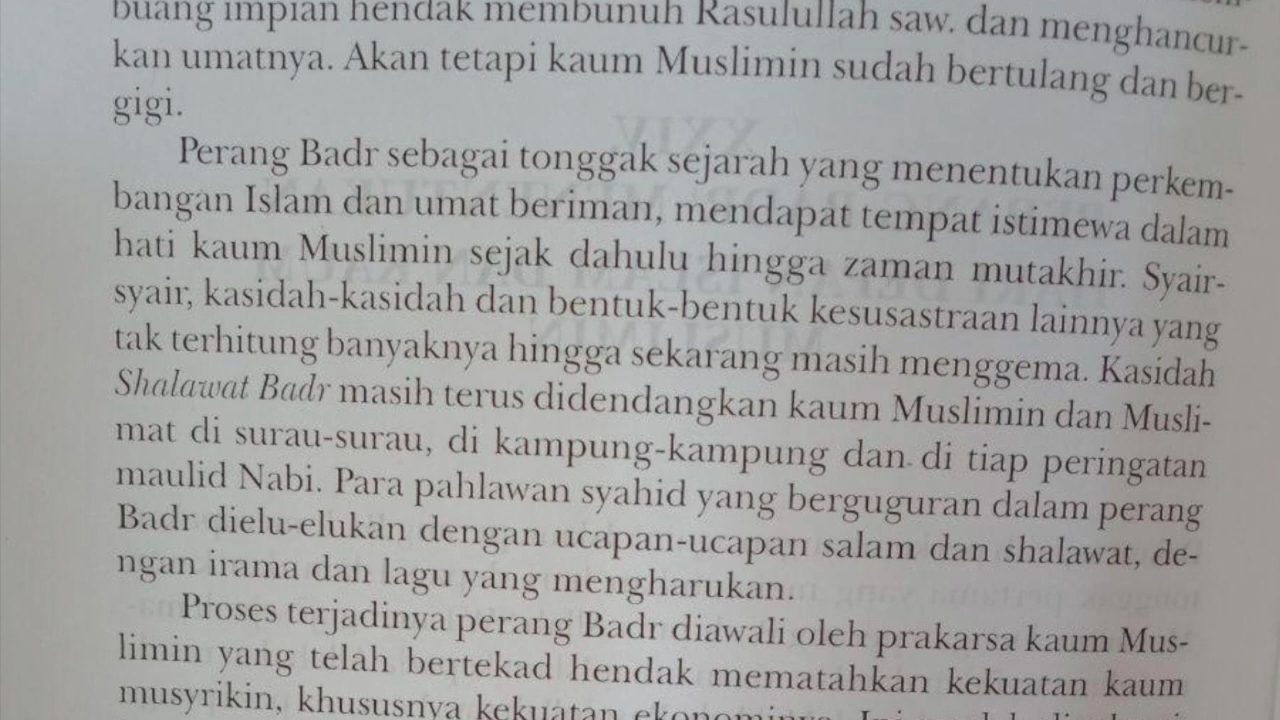 buang impian hendak membunuh Rasulullah saw. dan menghancur-
kan umatnya. Akan tetapi kaum Muslimin sudah bertulang dan ber-
gigi.
Perang Badr sebagai tonggak sejarah yang menentukan perkem-
bangan Islam dan umat beriman, mendapat tempat istimewa dalam
hati kaum Muslimin sejak dahulu hingga zaman mutakhir. Syair-
syair, kasidah-kasidah dan bentuk-bentuk kesusastraan lainnya yang
tak terhitung banyaknya hingga sekarang masih menggema. Kasidah
Shalawat Badr masih terus didendangkan kaum Muslimin dan Musli-
mat di surau-surau, di kampung-kampung dan di tiap peringatan
maulid Nabi. Para pahlawan syahid yang berguguran dalam perang
Badr dielu-elukan dengan ucapan-ucapan salam dan shalawat, de-
ngan irama dan lagu yang mengharukan.
Proses terjadinya perang Badr diawali oleh prakarsa kaum Mus-
limin yang telah bertekad hendak mematahkan kekuatan kaum
musyrikin, khususnya kekuatan ekonominya.